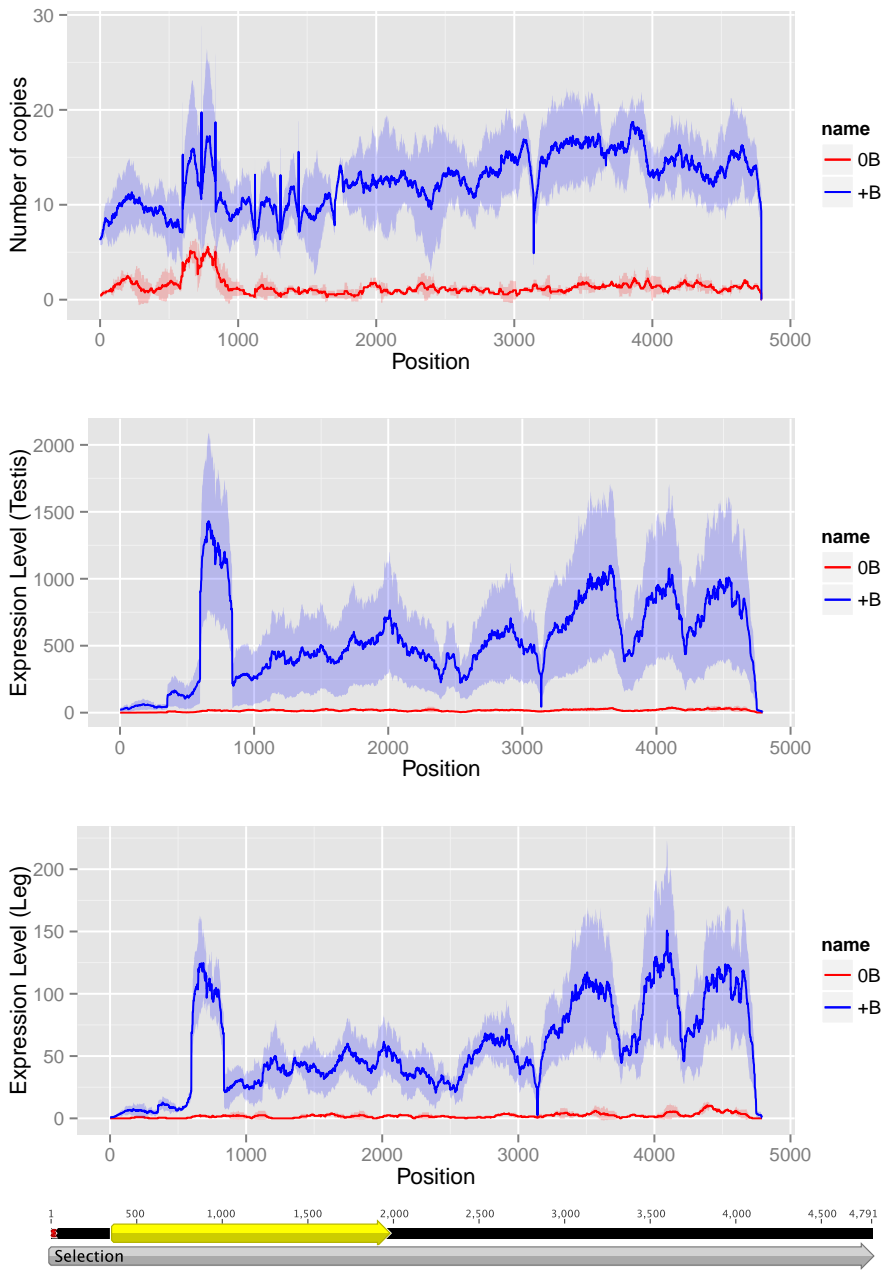 30
20
10
0
Number of copies
0 1000 2000 3000 4000 5000
Position
name
0B
+B
2000
1500
1000
500
0
Expression Level (Testis)
0 1000 2000 3000 4000 5000
Position
name
0B
+B
200
150
100
50
0
Expression Level (Leg)
0 1000 2000 3000 4000 5000
Position
name
0B
+B
1 500 1,000 1,500 2,000 2,500 3,000 3,500 4,000 4,500 4,791
Selection